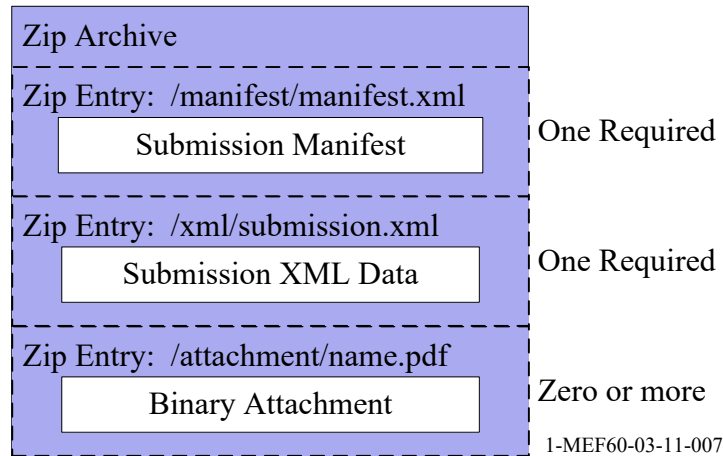 Zip Archive
Zip Entry:  /manifest/manifest.xml
Submission Manifest
One Required
Zip Entry:  /xml/submission.xml
Submission XML Data
One Required
Zip Entry:  /attachment/name.pdf
Binary Attachment
Zero or more
1-MEF60-03-11-007